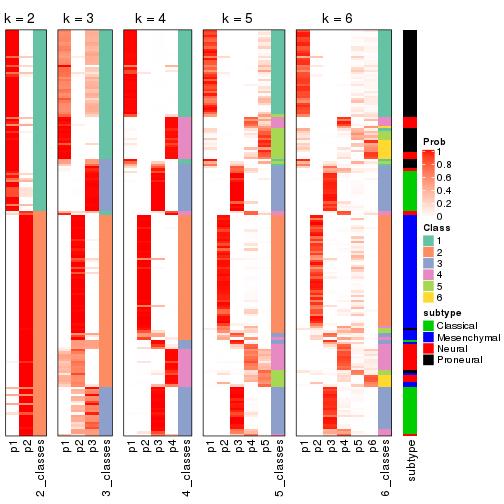 k = 2 k = 3 k = 4 k = 5 k = 6
Prob
1
0.8
0.6
0.4
0.2
0
Class
1
2
3
4
5
6
subtype
Classical
Mesenchymal
Neural
Proneural
p1 p2 2_classes p1 p2 p3 3_classes p1 p2 p3 p4 4_classes p1 p2 p3 p4 p5 5_classes p1 p2 p3 p4 p5 p6 6_classes subtype